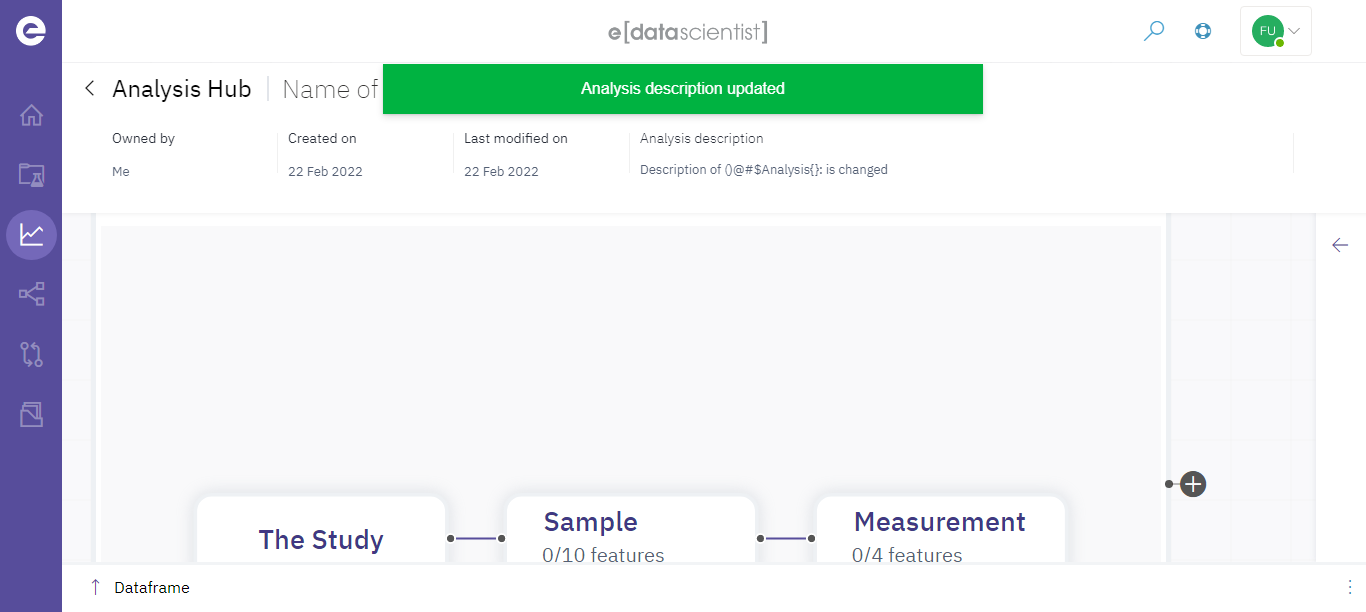 e[datascientist]
FU
Analysis Hub
Name of
Analysis description updated
Owned by
Created on
Last modified on
Analysis description
Me
22 Feb 2022
22 Feb 2022
Description of ()@#$Analysis{}: is changed
The Study
Sample
0/10 features
Measurement
0/4 features
Dataframe